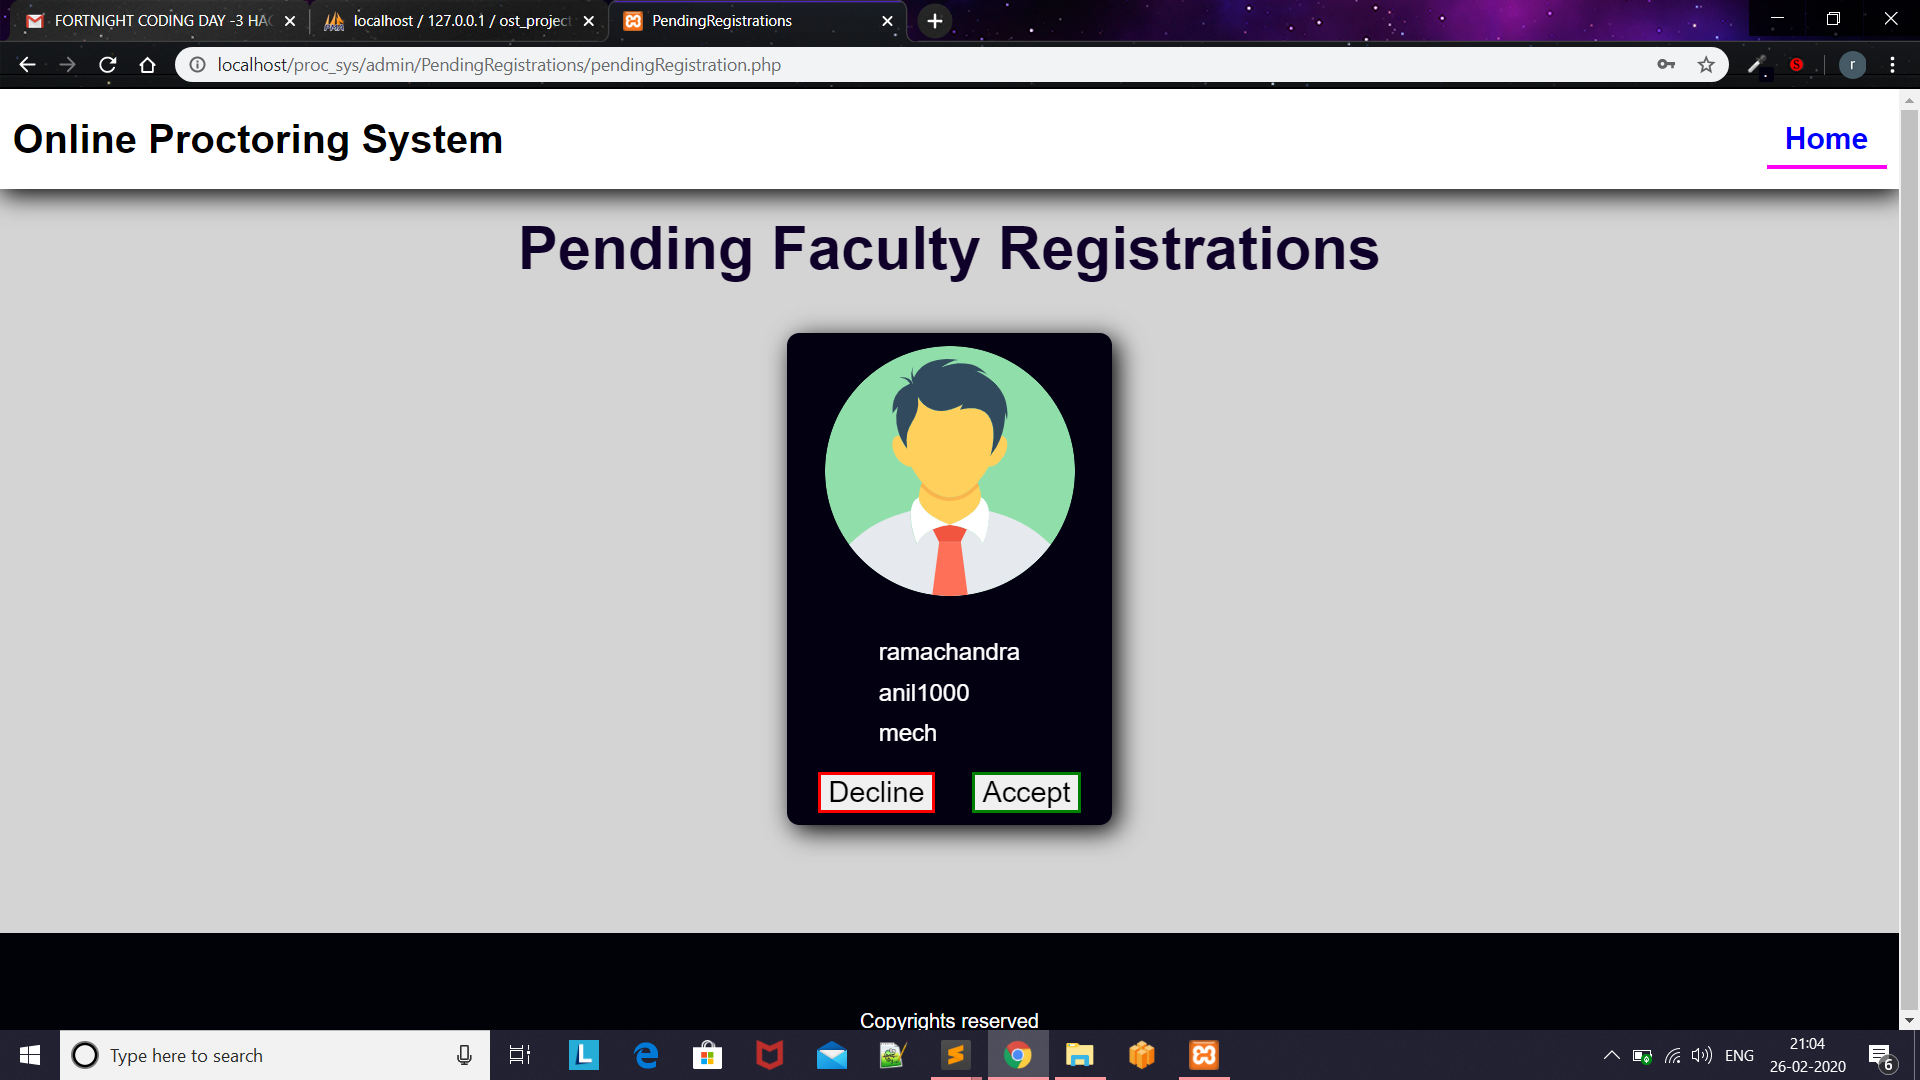 FORTNIGHT CODING DAY -3 HAC
localhost / 127.0.0.1 / ost_project
PendingRegistrations
localhost/proc_sys/admin/PendingRegistrations/pendingRegistration.php
r
Online Proctoring System
Home
Pending Faculty Registrations
ramachandra
anil1000
mech
Decline
Accept
Copyrights reserved
Type here to search
L
ENG
21:04
26-02-2020
6